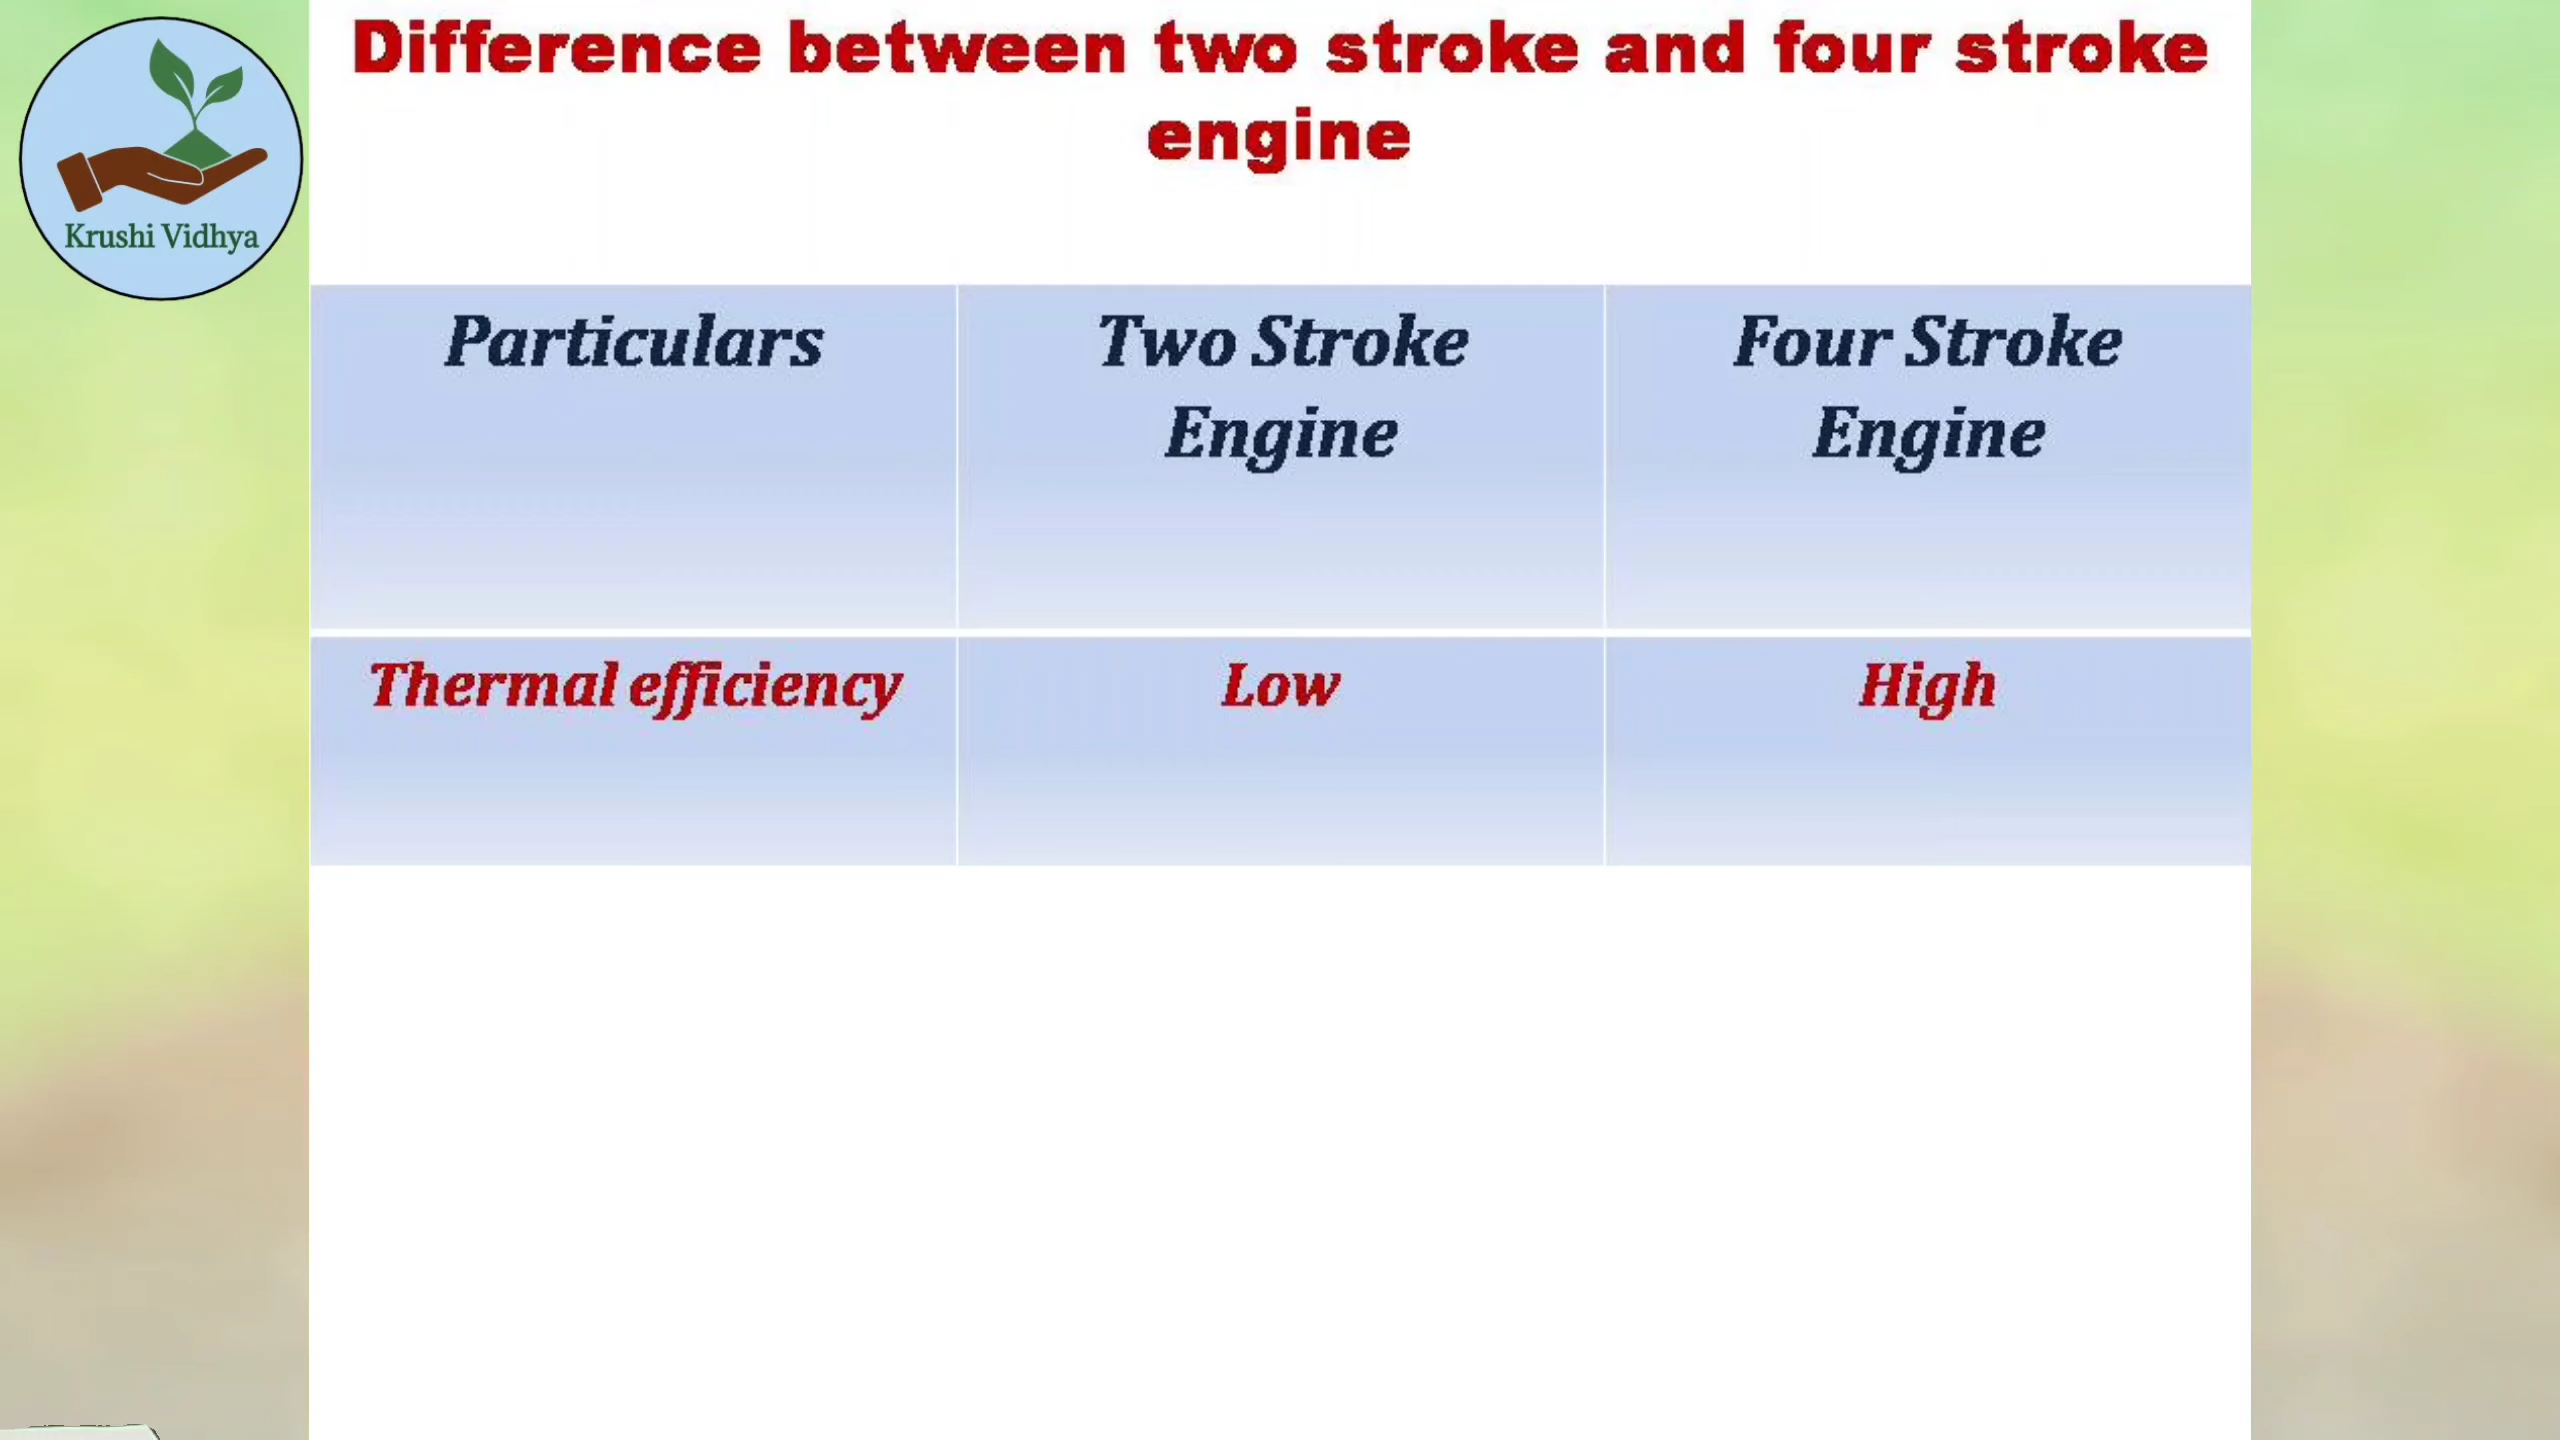 Difference between two stroke and four stroke
engine
Krushi Vidhya
Particulars
Two Stroke
Engine
Four Stroke
Engine
Thermal efficiency
Low
High